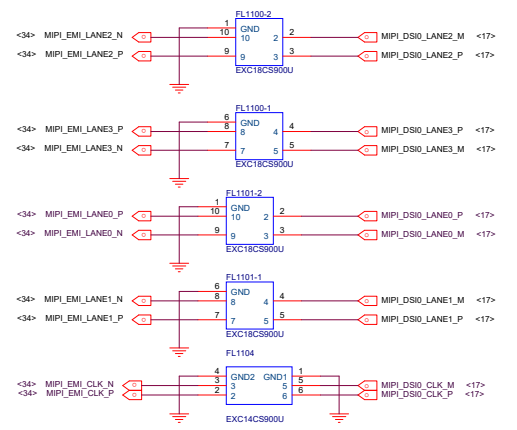 FL1100-2
1 GND
<34> MIPI_EMI_LANE2_N 10 10 2 2 MIPI_DSI0_LANE2_M <17>
<34> MIPI_EMI_LANE2_P 9 9 3 3 MIPI_DSI0_LANE2_P <17>
EXC18CS900U
FL1100-1
6 GND
<34> MIPI_EMI_LANE3_P 8 8 4 4 MIPI_DSI0_LANE3_P <17>
<34> MIPI_EMI_LANE3_N 7 7 5 5 MIPI_DSI0_LANE3_M <17>
EXC18CS900U
FL1101-2
1 GND
<34> MIPI_EMI_LANE0_P 10 10 2 2 MIPI_DSI0_LANE0_P <17>
<34> MIPI_EMI_LANE0_N 9 9 3 3 MIPI_DSI0_LANE0_M <17>
EXC18CS900U
FL1101-1
6 GND
<34> MIPI_EMI_LANE1_N 8 8 4 4 MIPI_DSI0_LANE1_M <17>
<34> MIPI_EMI_LANE1_P 7 7 5 5 MIPI_DSI0_LANE1_P <17>
EXC18CS900U
FL1104
4 GND2 GND1 1
<34> MIPI_EMI_CLK_N 3 3 5 5 MIPI_DSI0_CLK_M <17>
<34> MIPI_EMI_CLK_P 2 2 6 6 MIPI_DSI0_CLK_P <17>
EXC14CS900U